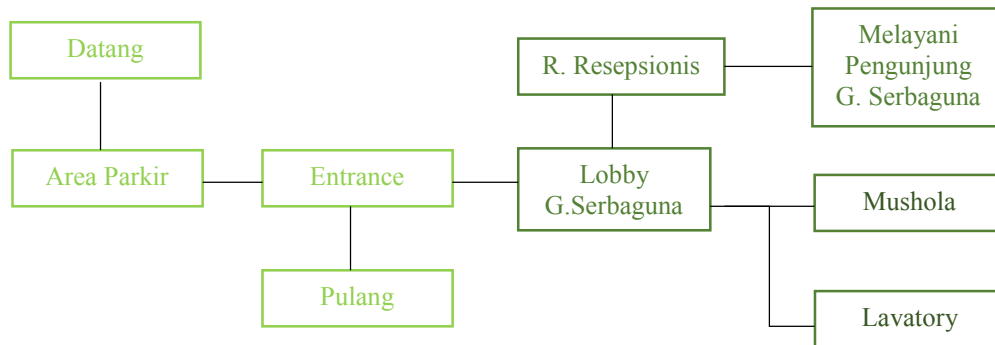 Datang
Area Parkir
Entrance
Pulang
R. Resepsionis
Lobby
G.Serbaguna
Melayani
Pengunjung
G. Serbaguna
Mushola
Lavatory